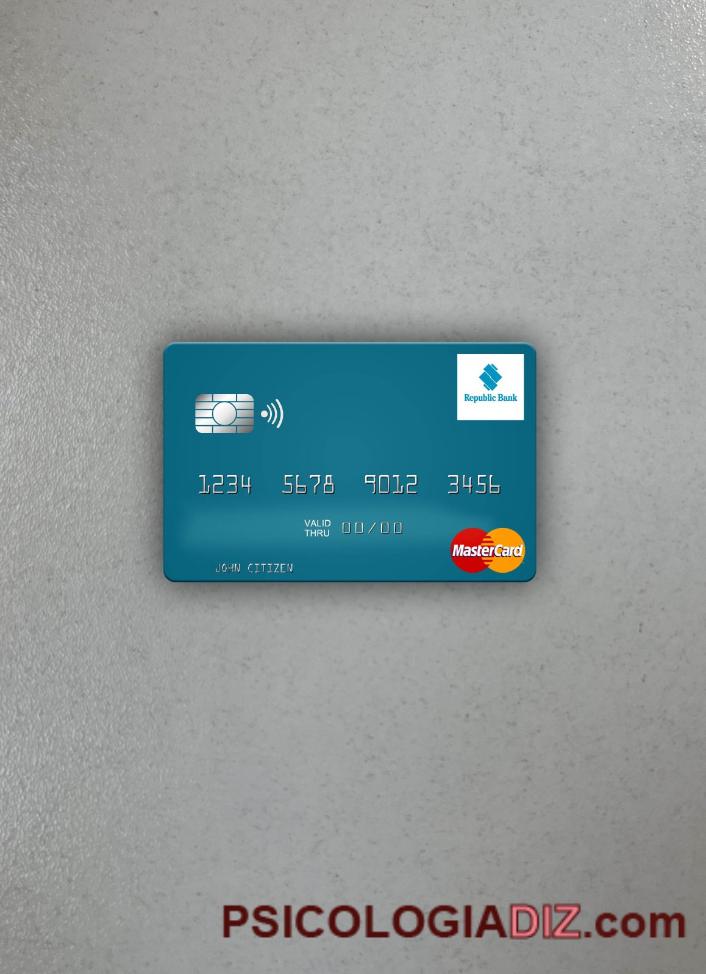 Republic Bank
1234 5678 9012 3456
VALID
THRU 00/00
MasterCard
JOHN CITIZEN
PSICOLOGIADIZ.com